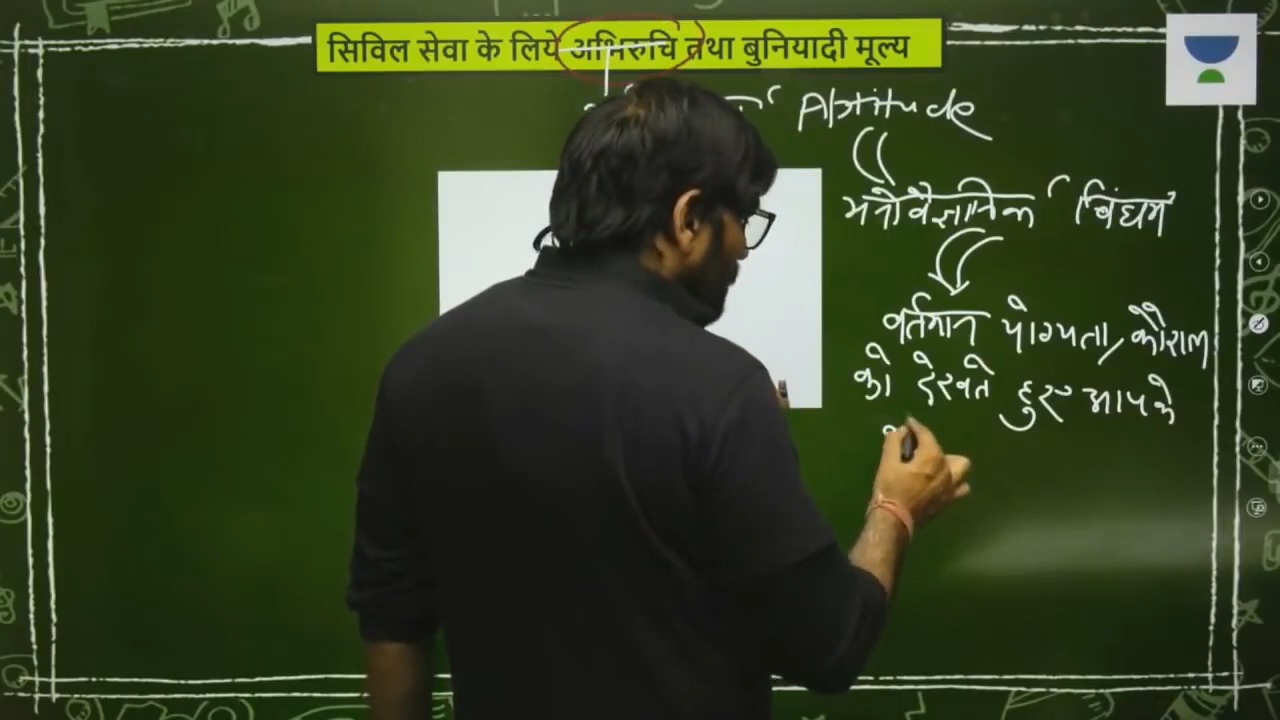 सिविल सेवा के लिये अभिरुचि तथा बुनियादी मूल्य
Aptitude
मनोवैज्ञानिक
वर्तमान योग्यता, कौशल
को देखते हुए आपके